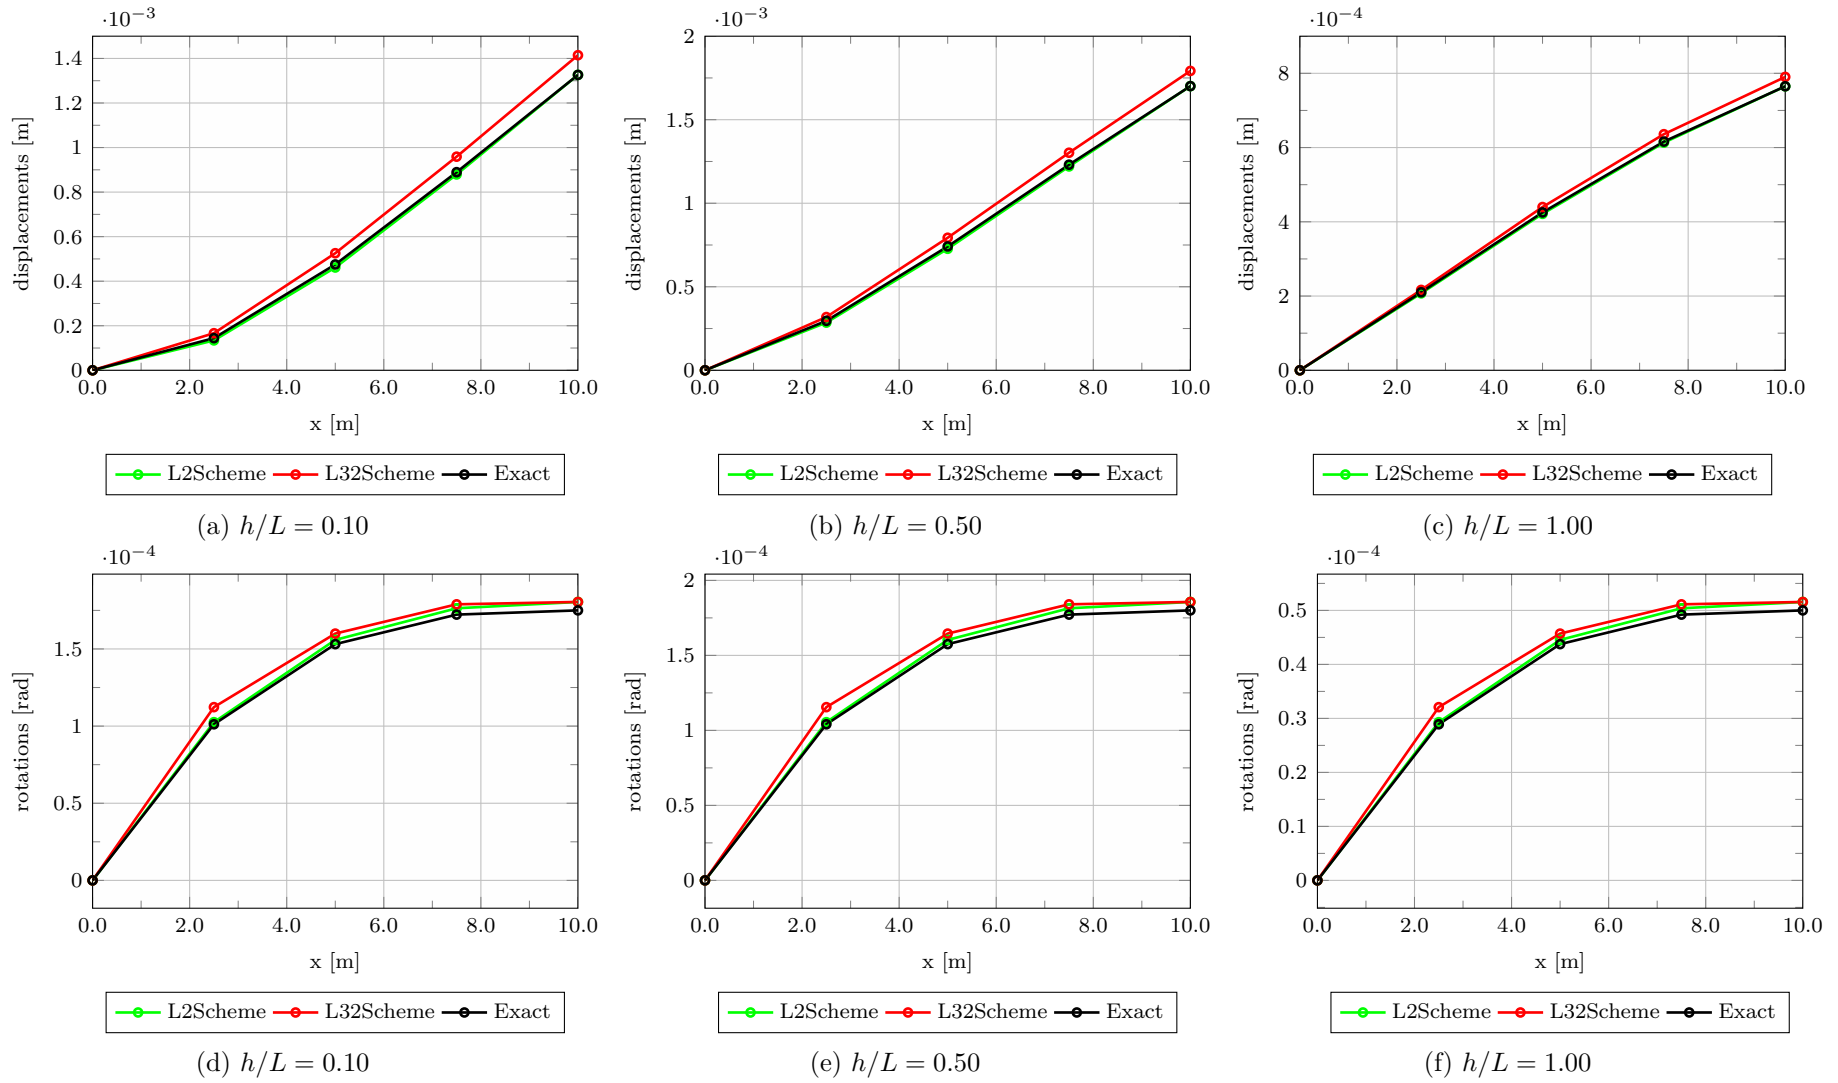 ·10⁻³
1.4
1.2
1
0.8
0.6
0.4
0.2
0
displacements [m]
0.0 2.0 4.0 6.0 8.0 10.0
x [m]
L2Scheme L32Scheme Exact
(a) h/L = 0.10
·10⁻³
2
1.5
1
0.5
0
displacements [m]
0.0 2.0 4.0 6.0 8.0 10.0
x [m]
L2Scheme L32Scheme Exact
(b) h/L = 0.50
·10⁻⁴
8
6
4
2
0
displacements [m]
0.0 2.0 4.0 6.0 8.0 10.0
x [m]
L2Scheme L32Scheme Exact
(c) h/L = 1.00
·10⁻⁴
1.5
1
0.5
0
rotations [rad]
0.0 2.0 4.0 6.0 8.0 10.0
x [m]
L2Scheme L32Scheme Exact
(d) h/L = 0.10
·10⁻⁴
2
1.5
1
0.5
0
rotations [rad]
0.0 2.0 4.0 6.0 8.0 10.0
x [m]
L2Scheme L32Scheme Exact
(e) h/L = 0.50
·10⁻⁴
0.5
0.4
0.3
0.2
0.1
0
rotations [rad]
0.0 2.0 4.0 6.0 8.0 10.0
x [m]
L2Scheme L32Scheme Exact
(f) h/L = 1.00